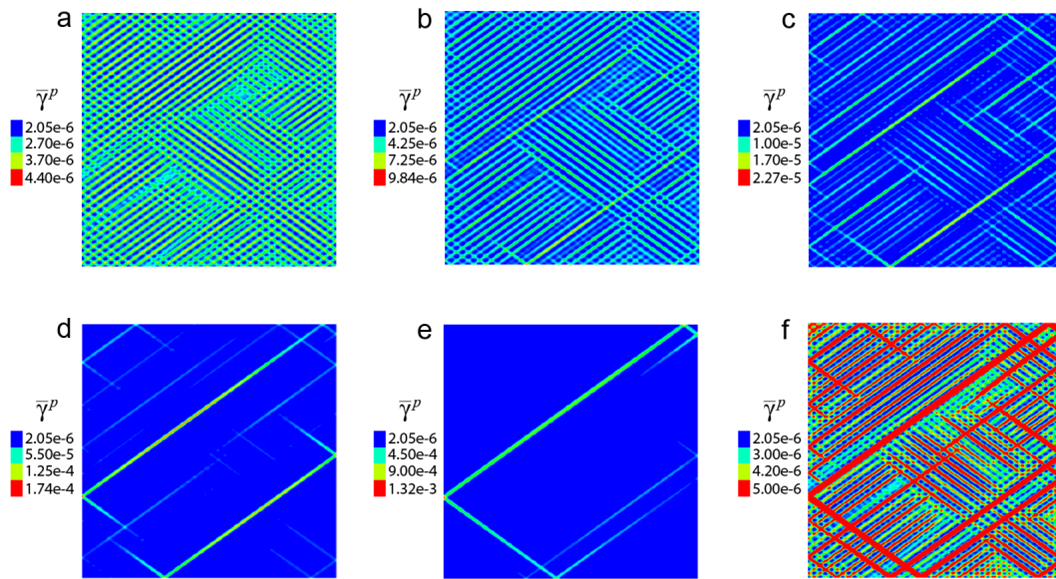 a
γ̄ᵖ
2.05e-6
2.70e-6
3.70e-6
4.40e-6
b
γ̄ᵖ
2.05e-6
4.25e-6
7.25e-6
9.84e-6
c
γ̄ᵖ
2.05e-6
1.00e-5
1.70e-5
2.27e-5
d
γ̄ᵖ
2.05e-6
5.50e-5
1.25e-4
1.74e-4
e
γ̄ᵖ
2.05e-6
4.50e-4
9.00e-4
1.32e-3
f
γ̄ᵖ
2.05e-6
3.00e-6
4.20e-6
5.00e-6